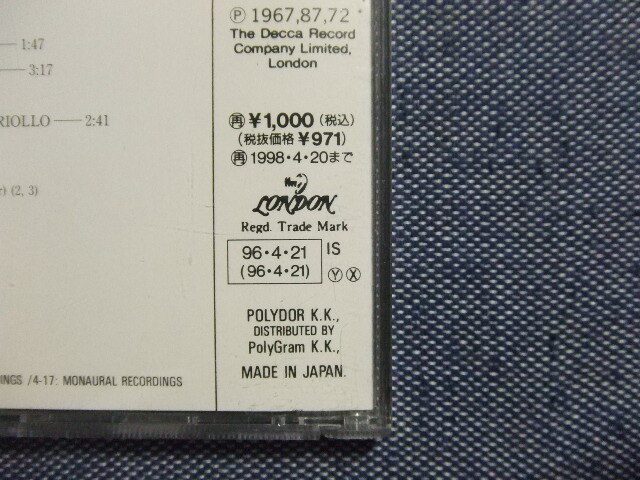 Ⓟ 1967,87,72
The Decca Record
Company Limited,
London
1:47
3:17
RIOLLO 2:41
r) (2, 3)
再 ¥1,000 (税込)
(税抜価格 ¥971)
再 1998・4・20まで
LONDON
Regd. Trade Mark
96・4・21 IS
(96・4・21) Ⓨ Ⓧ
POLYDOR K.K.,
DISTRIBUTED BY
PolyGram K.K.,
MADE IN JAPAN.
INGS /4-17: MONAURAL RECORDINGS